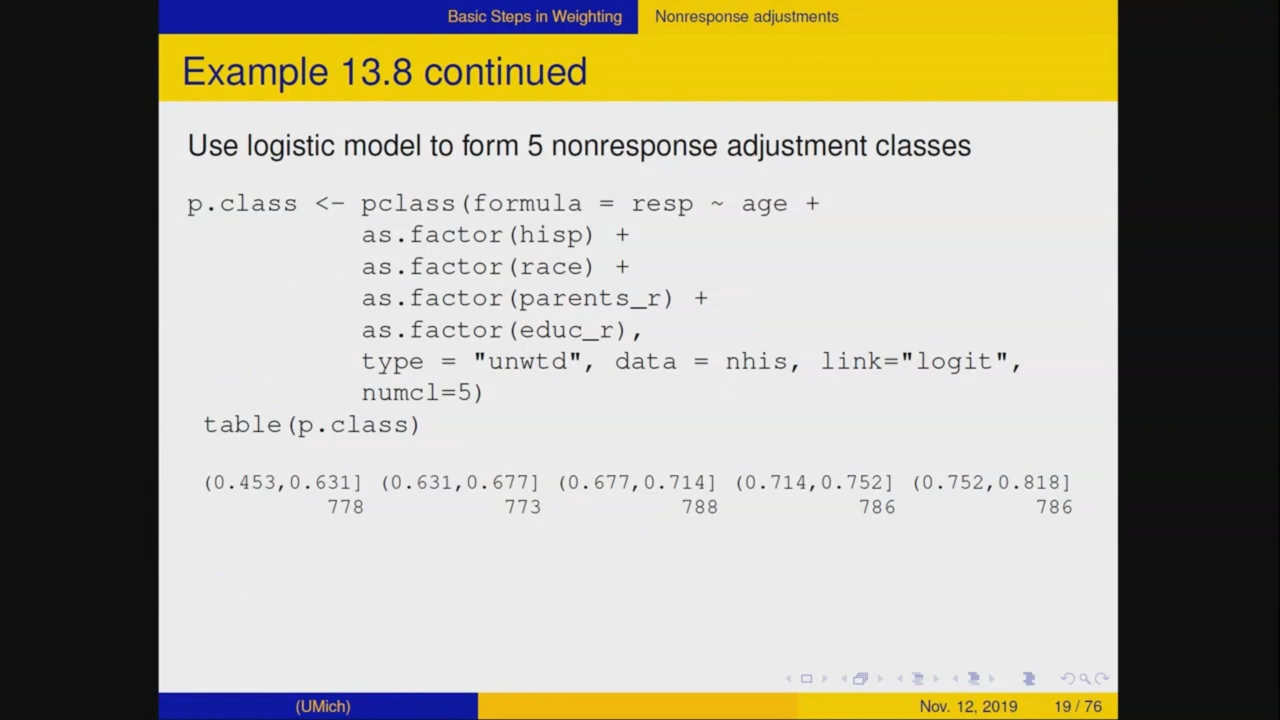 Basic Steps in Weighting Nonresponse adjustments
Example 13.8 continued
Use logistic model to form 5 nonresponse adjustment classes
p.class <- pclass(formula = resp ~ age +
as.factor(hisp) +
as.factor(race) +
as.factor(parents_r) +
as.factor(educ_r),
type = "unwtd", data = nhis, link="logit",
numcl=5)
table(p.class)
(0.453,0.631] (0.631,0.677] (0.677,0.714] (0.714,0.752] (0.752,0.818]
778 773 788 786 786
(UMich) Nov. 12, 2019 19 / 76